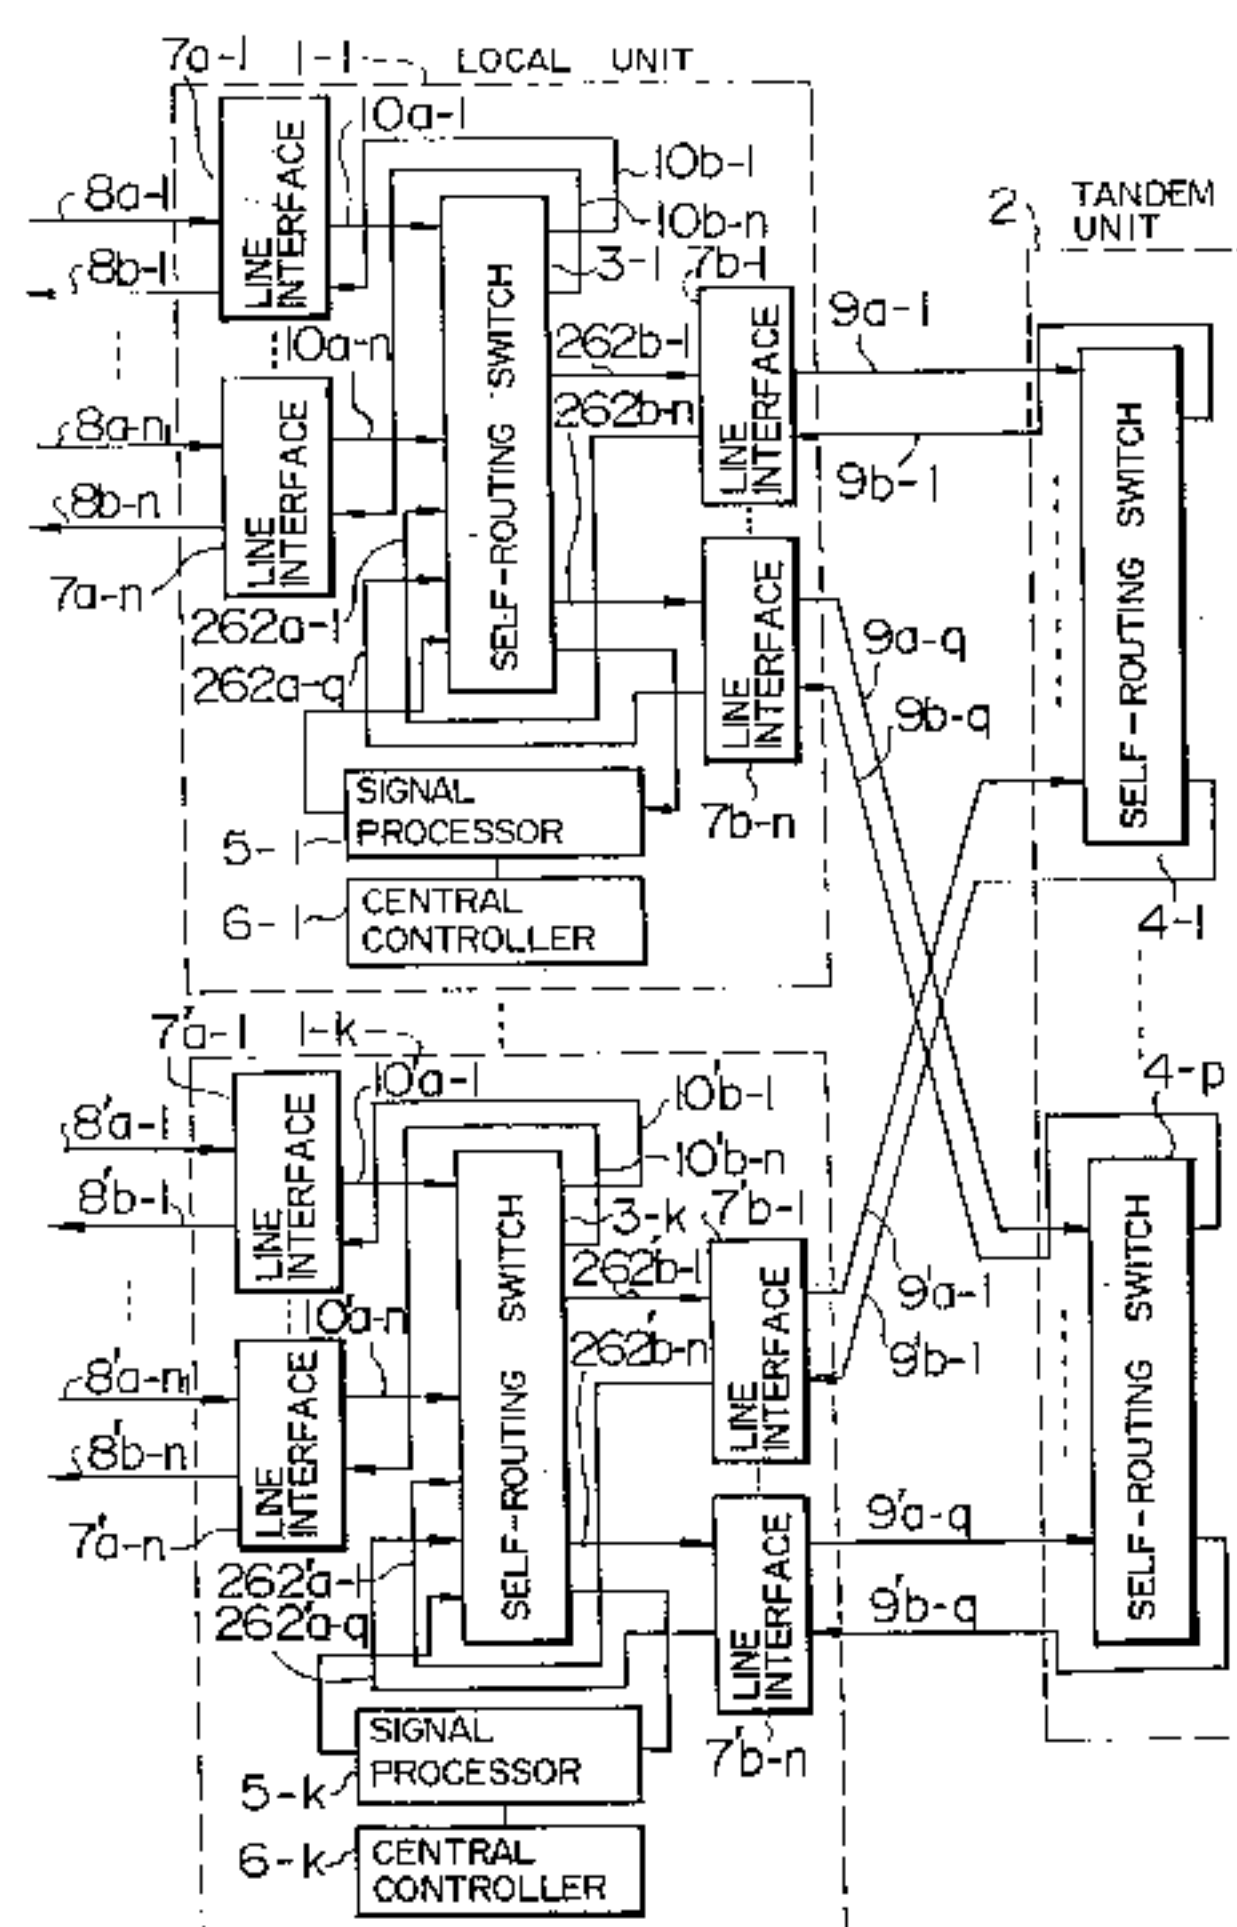 7a-1
1-1
LOCAL UNIT
10a-1
LINE INTERFACE
10b-1
8a-1
10b-n
2
TANDEM UNIT
8b-1
3-1
7b-1
SELF-ROUTING SWITCH
10a-n
262b-1
LINE INTERFACE
9a-1
262b-n
8a-n
LINE INTERFACE
9b-1
SELF-ROUTING SWITCH
8b-n
7a-n
262a-1
LINE INTERFACE
9a-q
262a-q
9b-q
SIGNAL PROCESSOR
7b-n
5-1
6-1
CENTRAL CONTROLLER
4-1
7'a-1
1-k
10'a-1
10'b-1
4-p
8'a-1
LINE INTERFACE
10'b-n
8'b-1
3-k
7'b-1
SELF-ROUTING SWITCH
262'b-1
9'a-1
10'a-n
262'b-n
LINE INTERFACE
9'b-1
SELF-ROUTING SWITCH
8'a-n
LINE INTERFACE
8'b-n
9'a-q
7'a-n
262'a-1
LINE INTERFACE
9'b-q
262'a-q
SIGNAL PROCESSOR
7'b-n
5-k
6-k
CENTRAL CONTROLLER